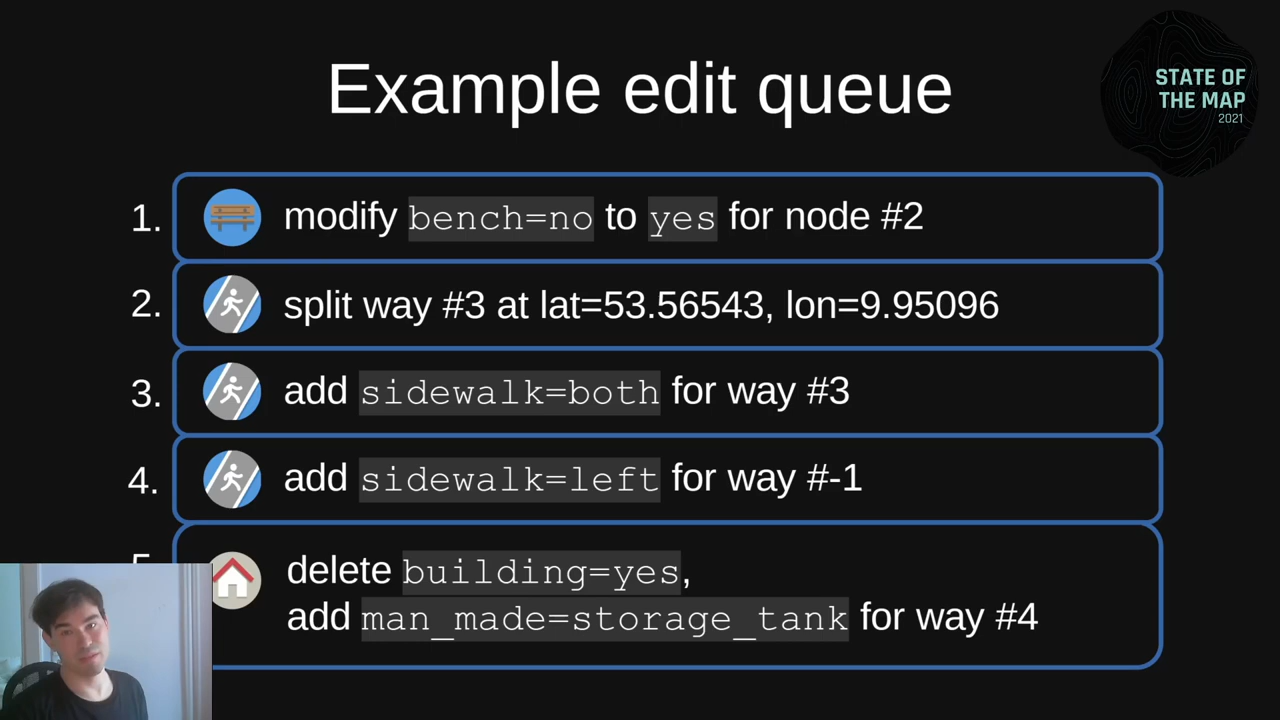 Example edit queue
STATE OF
THE MAP
2021
1. modify bench=no to yes for node #2
2. split way #3 at lat=53.56543, lon=9.95096
3. add sidewalk=both for way #3
4. add sidewalk=left for way #-1
delete building=yes,
add man_made=storage_tank for way #4